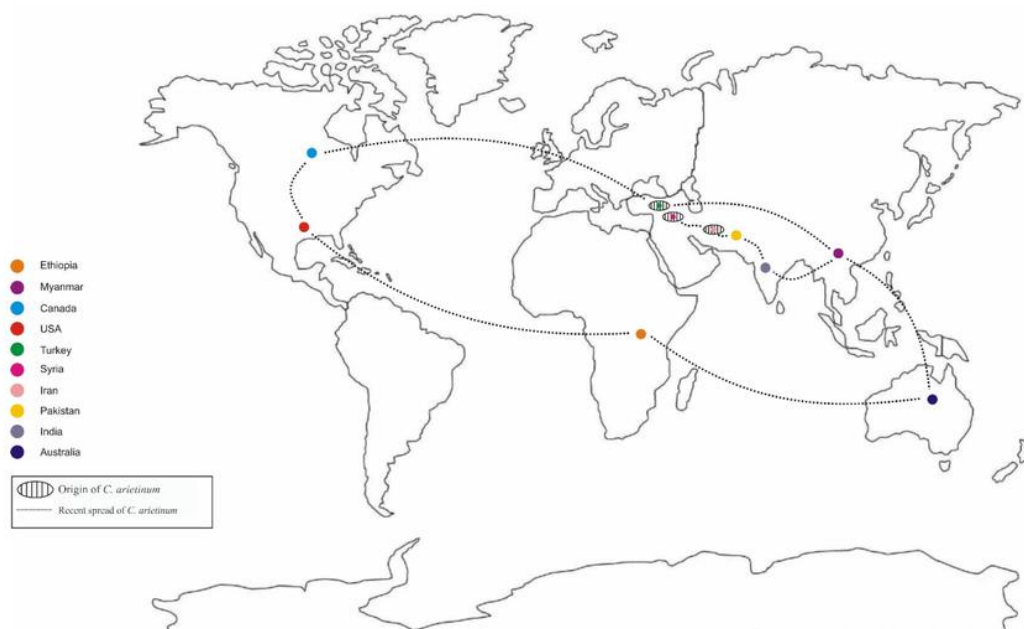 Ethiopia
Myanmar
Canada
USA
Turkey
Syria
Iran
Pakistan
India
Australia
Origin of C. arietinum
Recent spread of C. arietinum